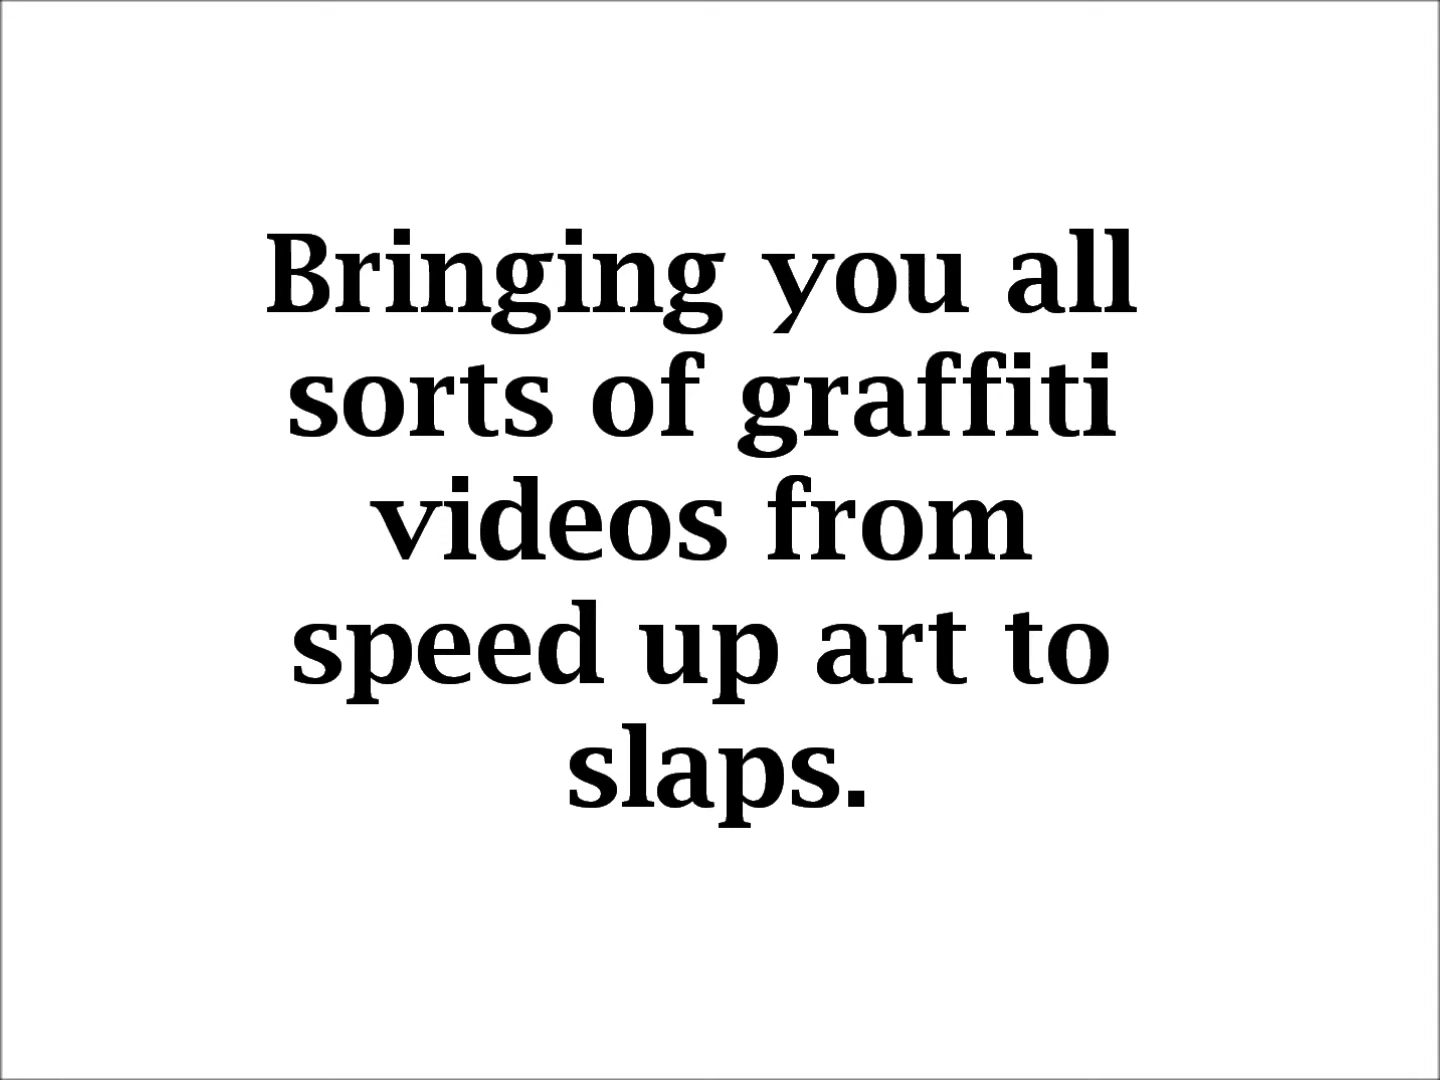 Bringing you all
sorts of graffiti
videos from
speed up art to
slaps.